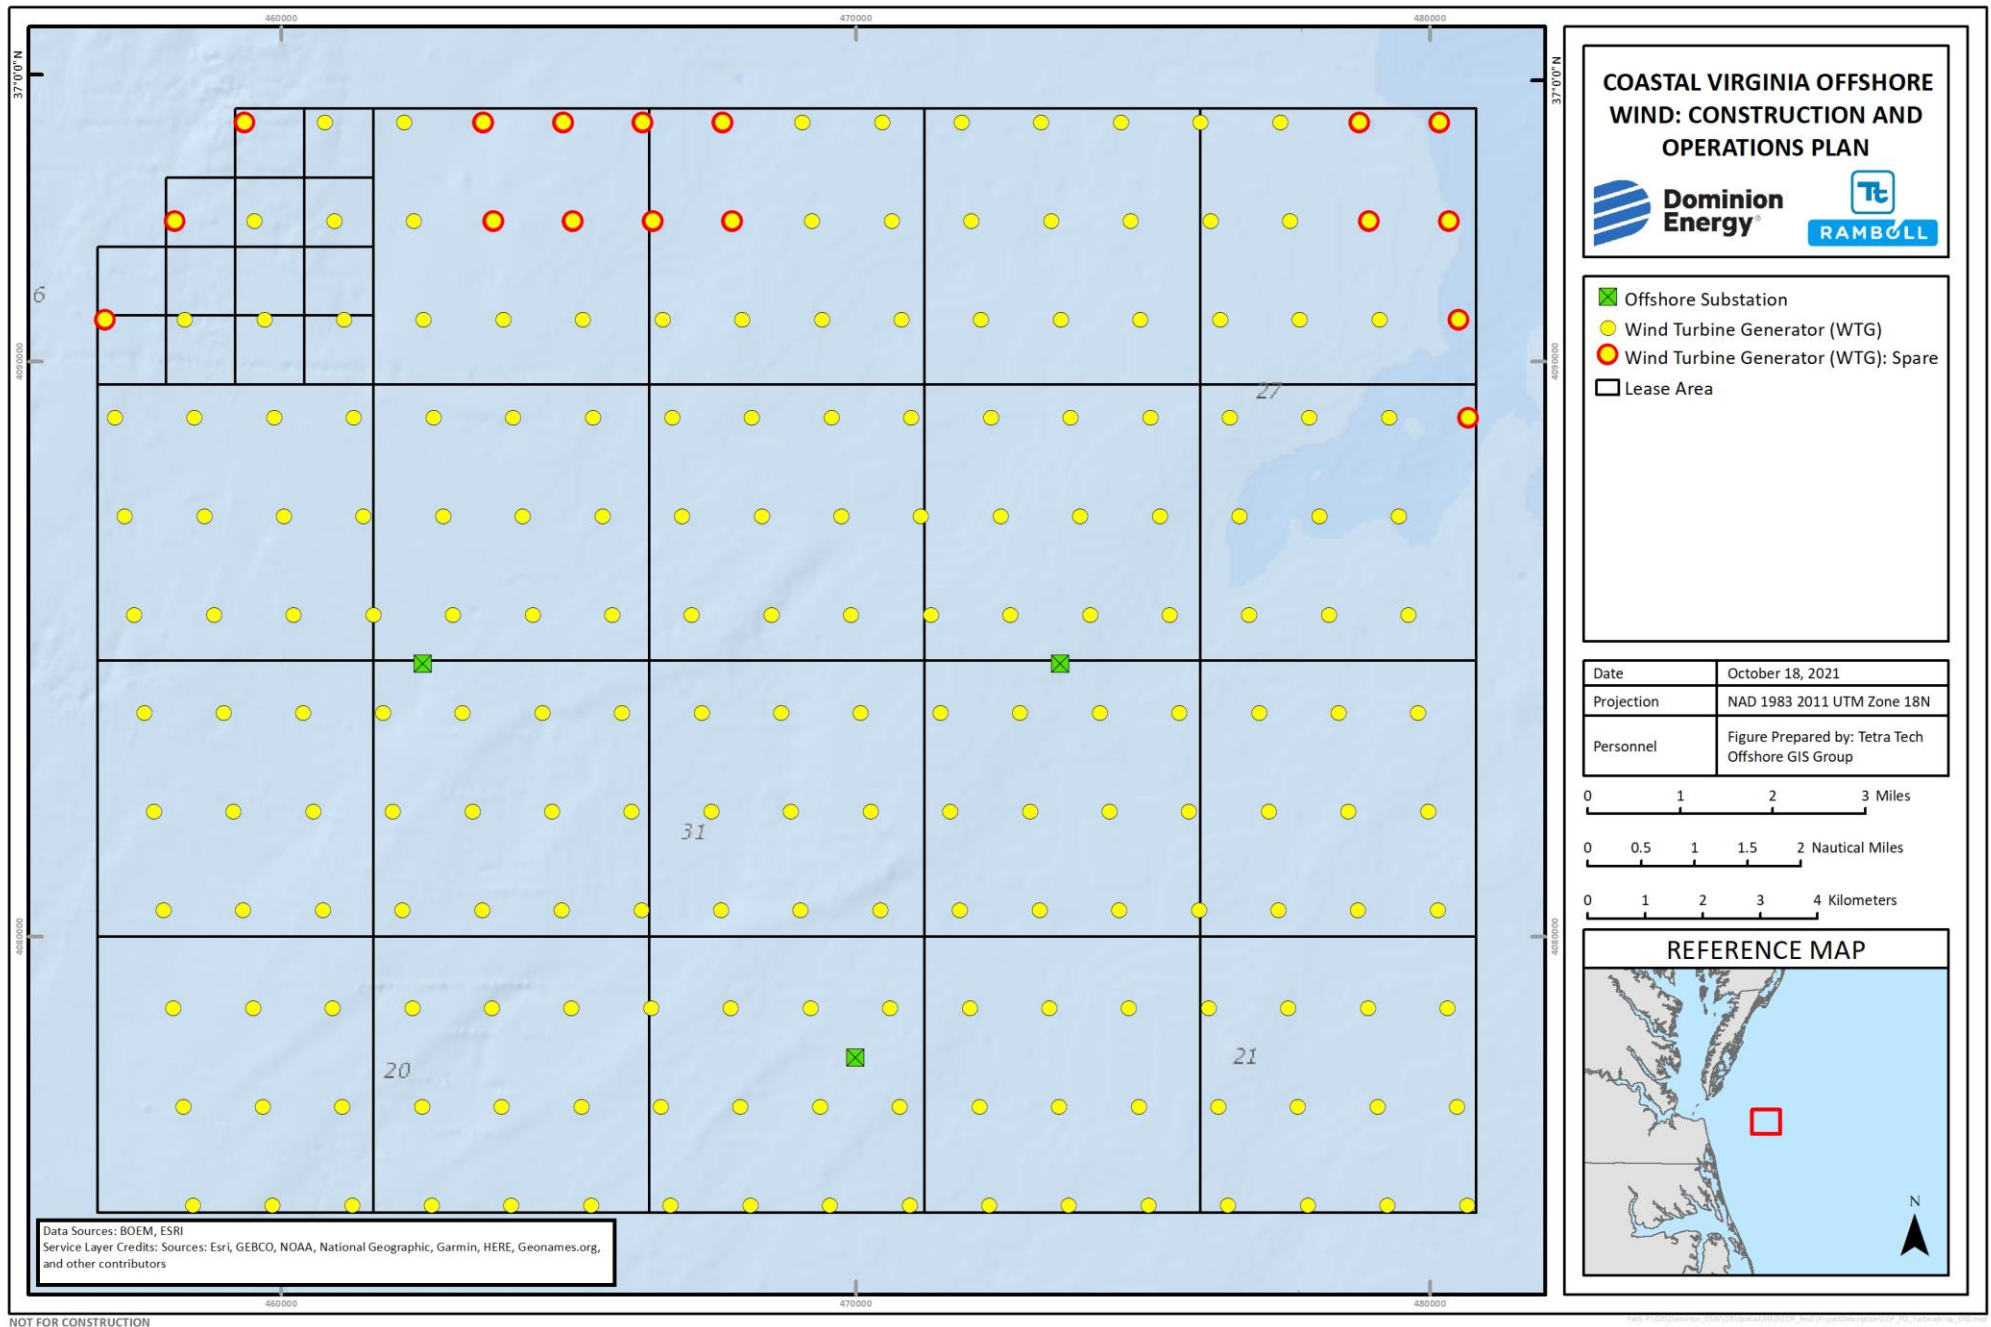 460000
470000
480000
37°0'0"N
37°0'0"N
6
27
31
20
21
4090000
4090000
4080000
4080000
460000
470000
480000
Data Sources: BOEM, ESRI
Service Layer Credits: Sources: Esri, GEBCO, NOAA, National Geographic, Garmin, HERE, Geonames.org,
and other contributors
NOT FOR CONSTRUCTION
COASTAL VIRGINIA OFFSHORE
WIND: CONSTRUCTION AND
OPERATIONS PLAN
Dominion
Energy®
Tt
RAMBOLL
Offshore Substation
Wind Turbine Generator (WTG)
Wind Turbine Generator (WTG): Spare
Lease Area
Date October 18, 2021
Projection NAD 1983 2011 UTM Zone 18N
Personnel Figure Prepared by: Tetra Tech
Offshore GIS Group
0 1 2 3 Miles
0 0.5 1 1.5 2 Nautical Miles
0 1 2 3 4 Kilometers
REFERENCE MAP
N